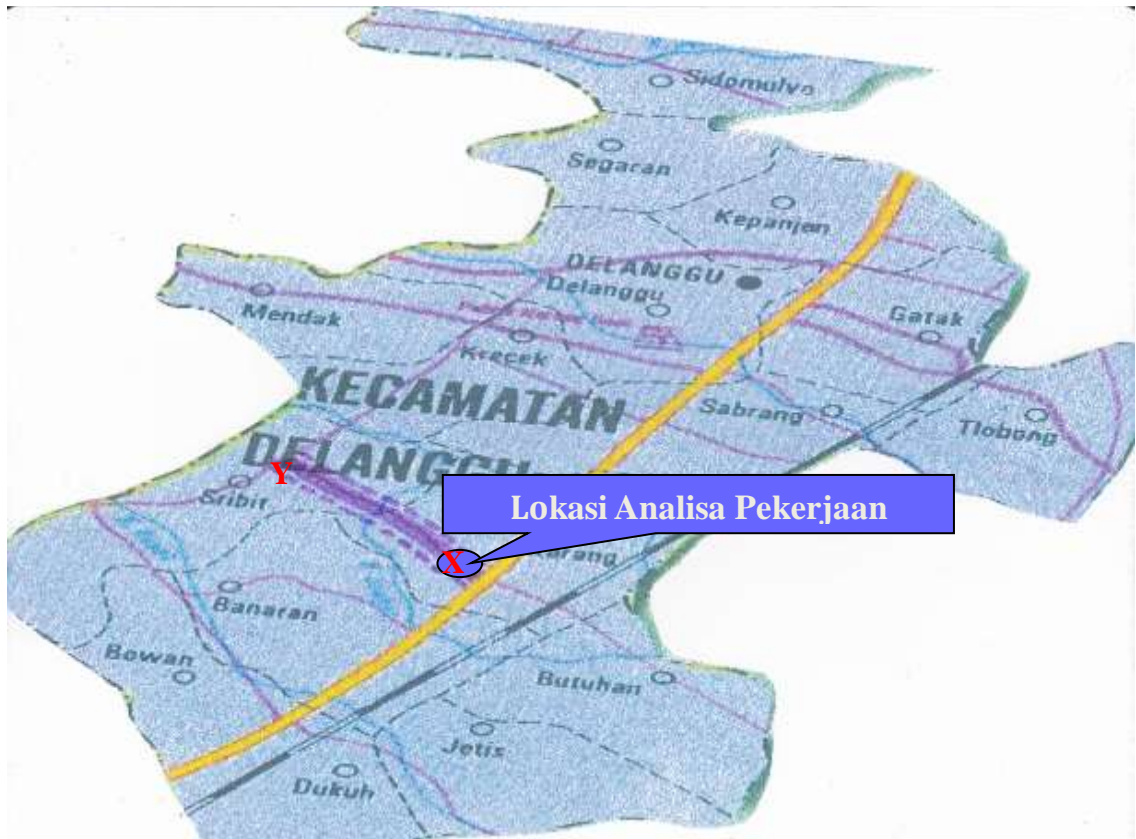 Sidomulyo
Segaran
Kepanjen
DELANGGU
Delanggu
Gatak
Mendak
Krecek
KECAMATAN
Sabrang
Tlobong
DELANGGU
Y
Sribit
Lokasi Analisa Pekerjaan
X
arang
Banaran
Bowan
Butuhan
Jetis
Dukuh